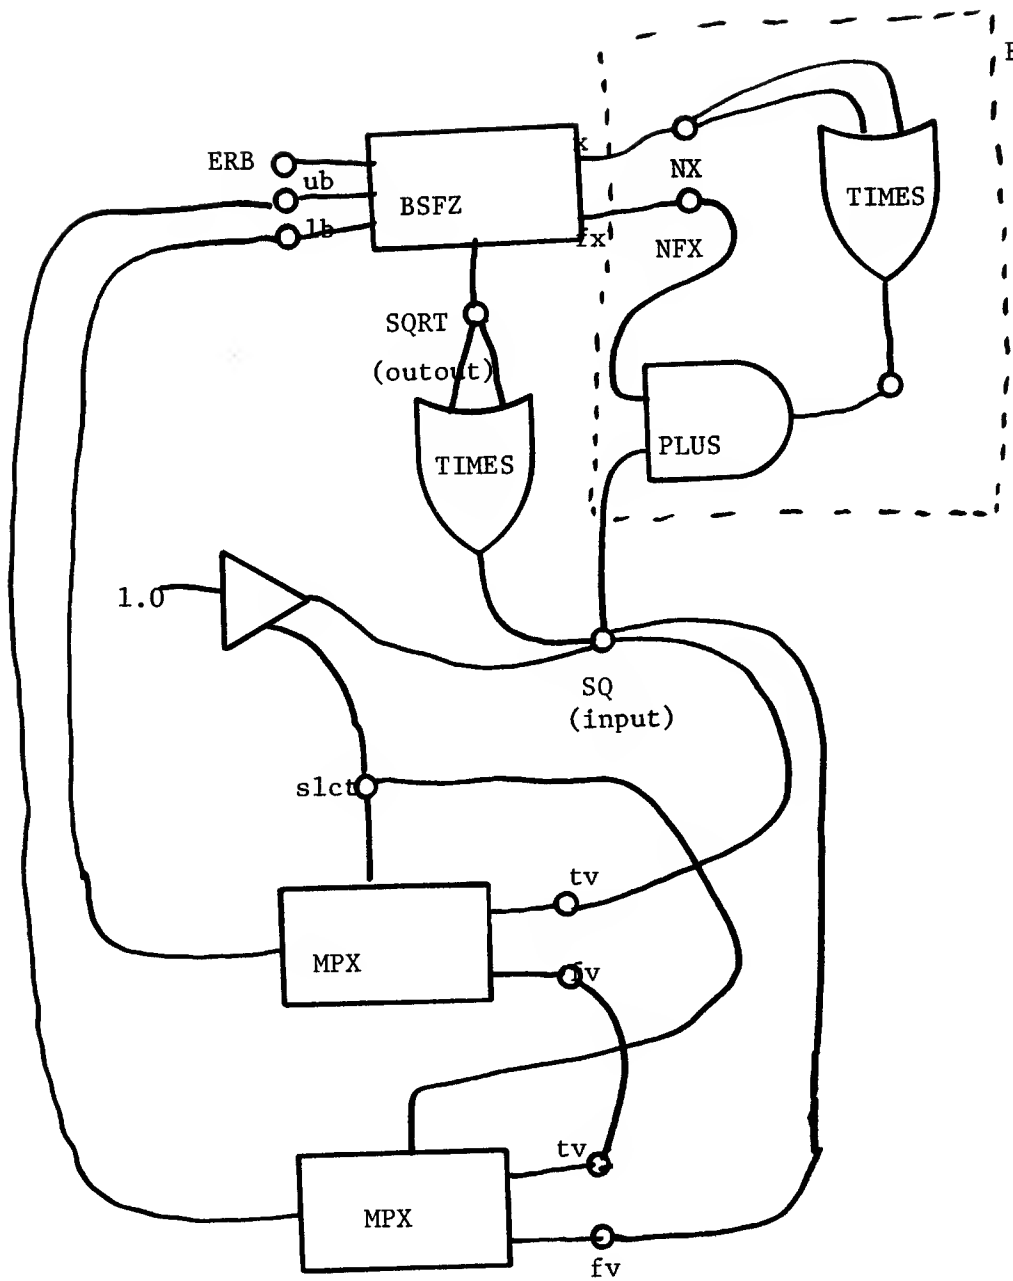 ERB
ub
lb
BSFZ
x
fx
NX
NFX
TIMES
SQRT
(outout)
TIMES
PLUS
1.0
SQ
(input)
slct
tv
fv
MPX
tv
MPX
fv